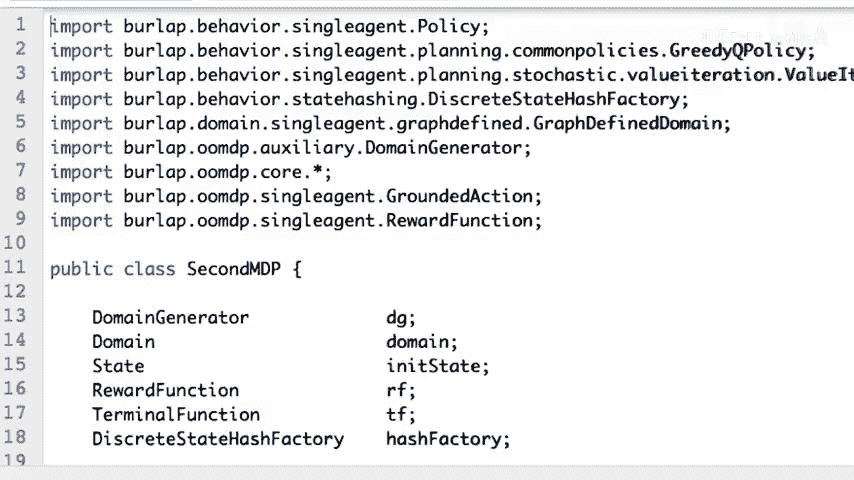 1 import burlap.behavior.singleagent.Policy;
2 import burlap.behavior.singleagent.planning.commonpolicies.GreedyQPolicy;
3 import burlap.behavior.singleagent.planning.stochastic.valueiteration.ValueIt
4 import burlap.behavior.statehashing.DiscreteStateHashFactory;
5 import burlap.domain.singleagent.graphdefined.GraphDefinedDomain;
6 import burlap.oomdp.auxiliary.DomainGenerator;
7 import burlap.oomdp.core.*;
8 import burlap.oomdp.singleagent.GroundedAction;
9 import burlap.oomdp.singleagent.RewardFunction;
10
11 public class SecondMDP {
12
13 DomainGenerator dg;
14 Domain domain;
15 State initState;
16 RewardFunction rf;
17 TerminalFunction tf;
18 DiscreteStateHashFactory hashFactory;
19